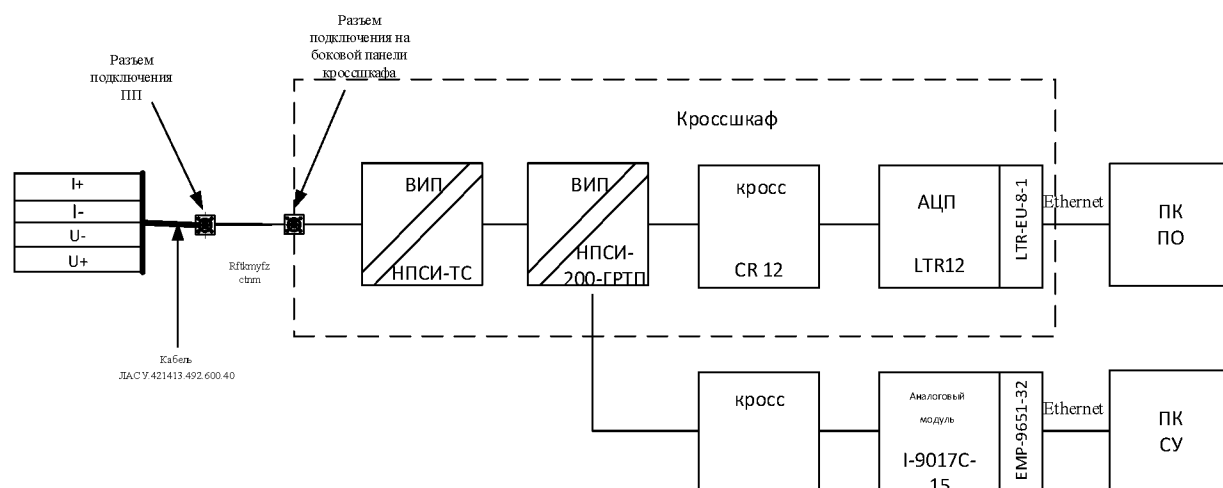 Разъем
подключения на
боковой панели
кроссшкафа
Разъем
подключения
ПП
Кроссшкаф
I+
I-
U-
U+
ВИП
НПСИ-ТС
ВИП
НПСИ-
200-ГРТП
кросс
CR 12
АЦП
LTR12
LTR-EU-8-1
Ethernet
ПК
ПО
Rftkmyfz
ctnm
Кабель
ЛАСУ.421413.492.600.40
кросс
Аналоговый
модуль
I-9017C-
15
EMP-9651-32
Ethernet
ПК
СУ